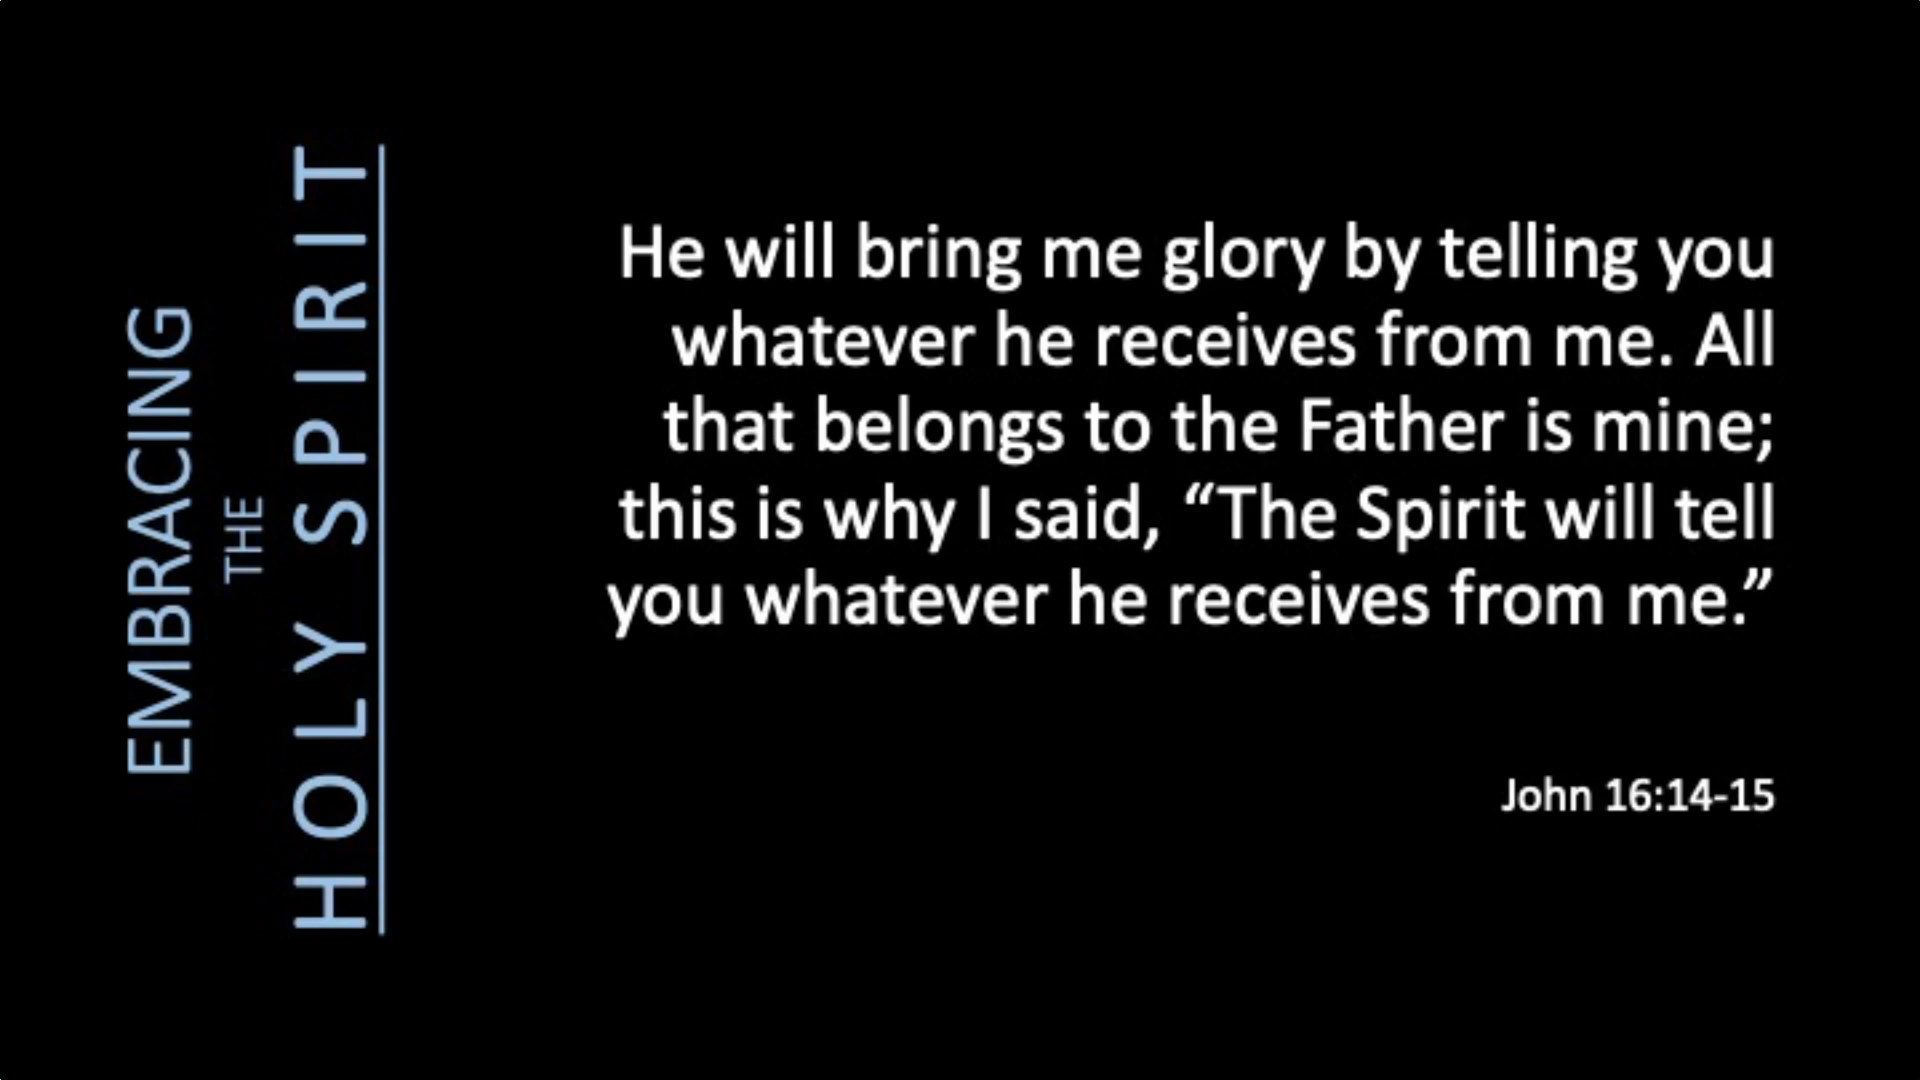 EMBRACING
THE
HOLY SPIRIT
He will bring me glory by telling you
whatever he receives from me. All
that belongs to the Father is mine;
this is why I said, “The Spirit will tell
you whatever he receives from me.”
John 16:14-15